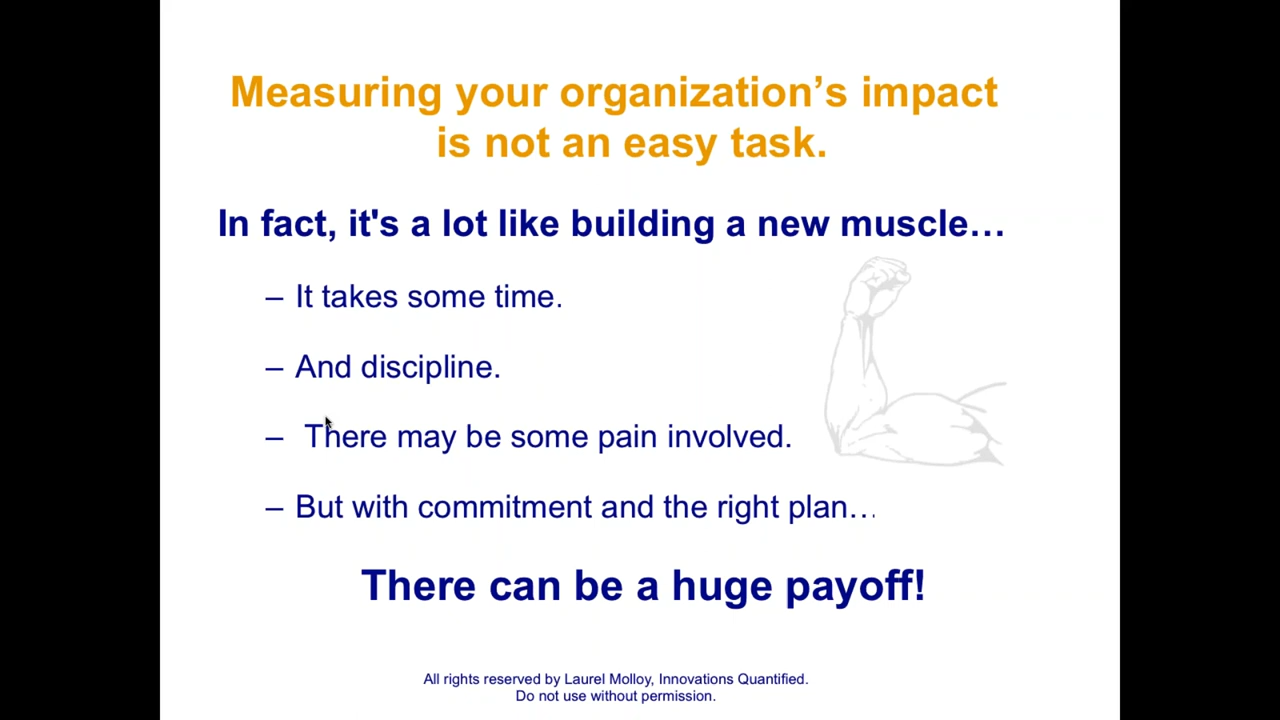 Measuring your organization’s impact
is not an easy task.
In fact, it's a lot like building a new muscle…
– It takes some time.
– And discipline.
– There may be some pain involved.
– But with commitment and the right plan…
There can be a huge payoff!
All rights reserved by Laurel Molloy, Innovations Quantified.
Do not use without permission.